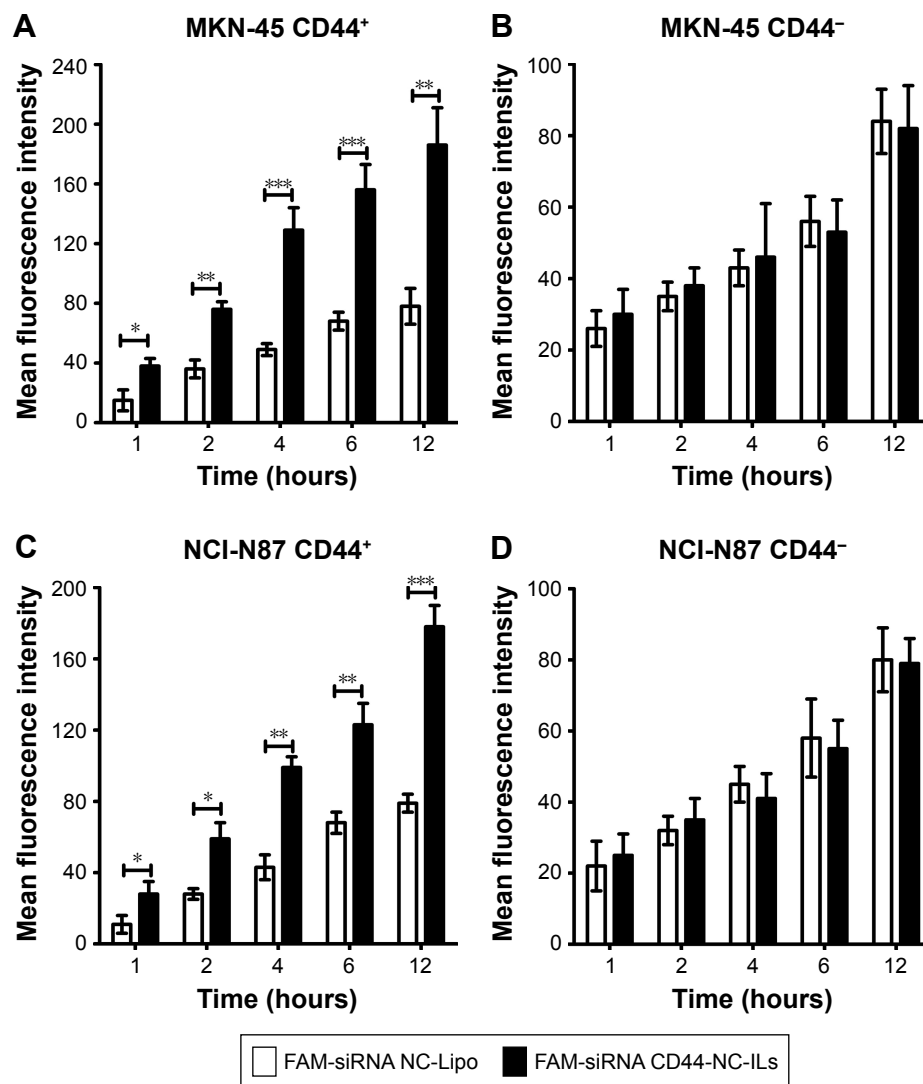 A
MKN-45 CD44⁺
Mean fluorescence intensity
240
200
160
120
80
40
0
*
**
***
***
**
1 2 4 6 12
Time (hours)
B
MKN-45 CD44⁻
Mean fluorescence intensity
100
80
60
40
20
0
1 2 4 6 12
Time (hours)
C
NCI-N87 CD44⁺
Mean fluorescence intensity
200
160
120
80
40
0
*
*
**
**
***
1 2 4 6 12
Time (hours)
D
NCI-N87 CD44⁻
Mean fluorescence intensity
100
80
60
40
20
0
1 2 4 6 12
Time (hours)
FAM-siRNA NC-Lipo FAM-siRNA CD44-NC-ILs